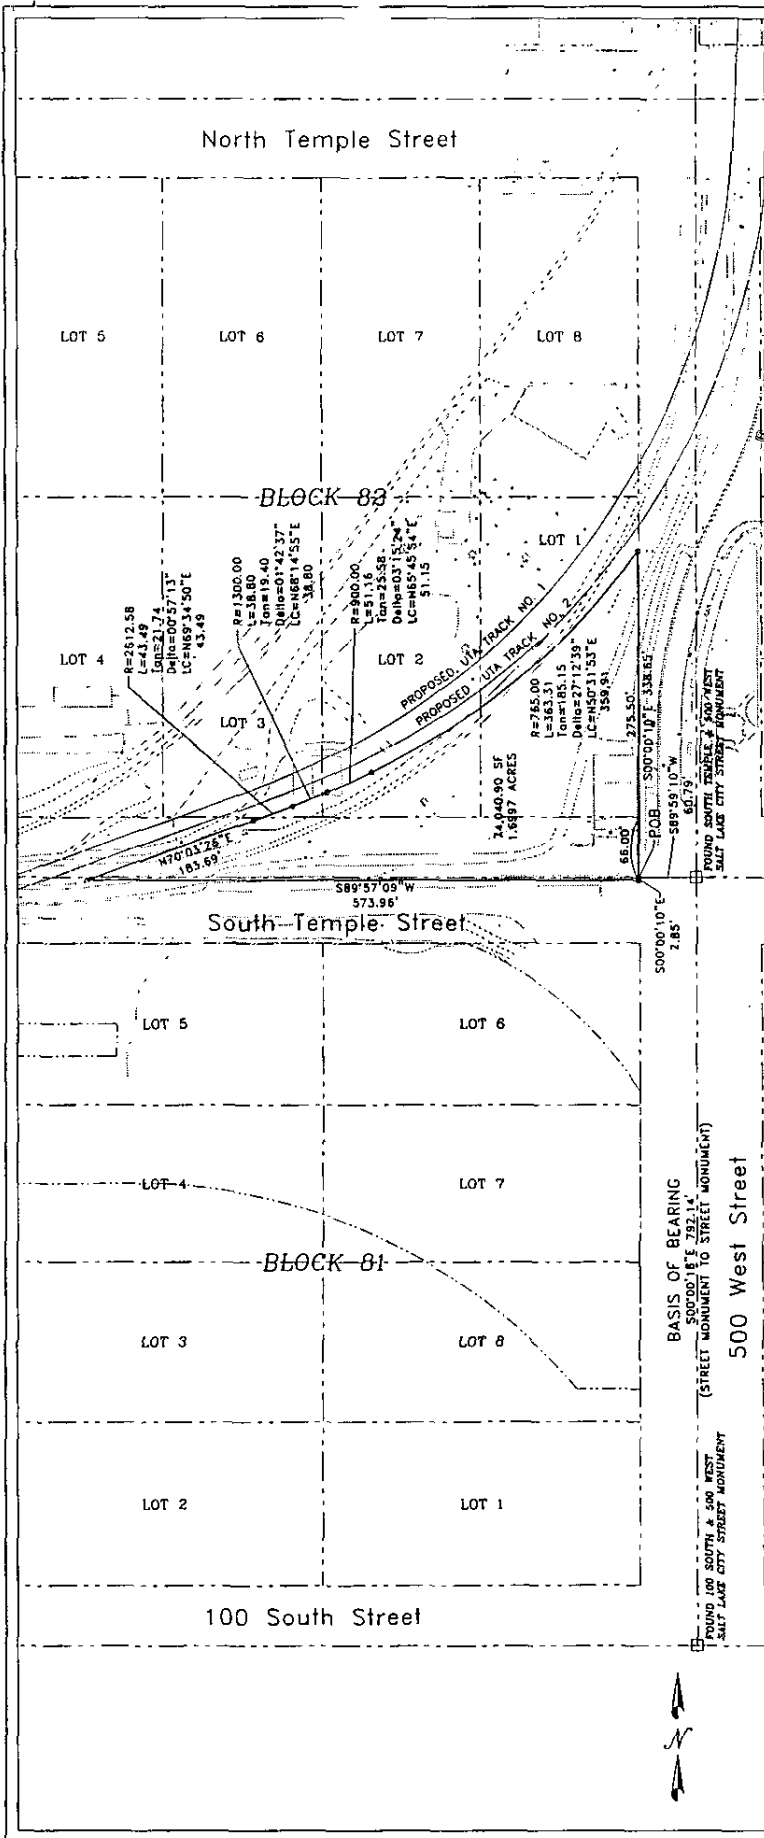 North Temple Street
LOT 5
LOT 6
LOT 7
LOT 8
BLOCK 83
LOT 4
LOT 3
LOT 2
LOT 1
R=2612.58
L=43.49
Tan=21.74
Delta=00°57'13"
LC=N69°34'50"E
43.49
R=1300.00
L=38.80
Tan=19.40
Delta=01°42'37"
LC=N68°14'55"E
38.80
R=900.00
L=51.16
Tan=25.58
Delta=03°15'24"
LC=N65°45'54"E
51.15
PROPOSED UTA TRACK NO. 1
PROPOSED UTA TRACK NO. 2
R=765.00
L=363.31
Tan=185.15
Delta=27°12'39"
LC=N50°31'53"E
359.91
74,040.90 SF
1.6997 ACRES
N70°03'26"E
183.69'
275.50'
S00°00'10"E 338.65'
66.00'
P.O.B.
S89°59'10"W
60.79'
FOUND SOUTH TEMPLE & 500 WEST
SALT LAKE CITY STREET MONUMENT
S89°57'09"W
573.96'
S00°00'10"E
2.85'
South Temple Street
LOT 5
LOT 6
LOT 4
LOT 7
BLOCK 81
LOT 3
LOT 8
LOT 2
LOT 1
BASIS OF BEARING
S00°00'18"E 792.14'
(STREET MONUMENT TO STREET MONUMENT)
500 West Street
FOUND 100 SOUTH & 500 WEST
SALT LAKE CITY STREET MONUMENT
100 South Street
N